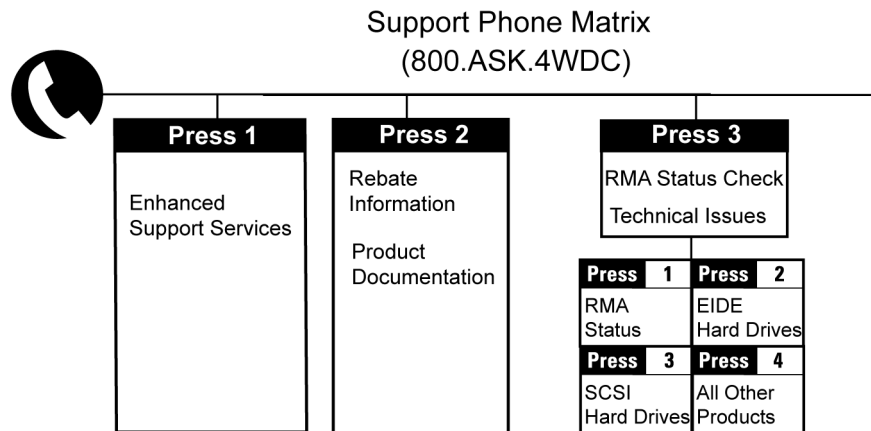 Support Phone Matrix
(800.ASK.4WDC)
Press 1
Enhanced
Support Services
Press 2
Rebate
Information
Product
Documentation
Press 3
RMA Status Check
Technical Issues
Press 1
RMA
Status
Press 2
EIDE
Hard Drives
Press 3
SCSI
Hard Drives
Press 4
All Other
Products